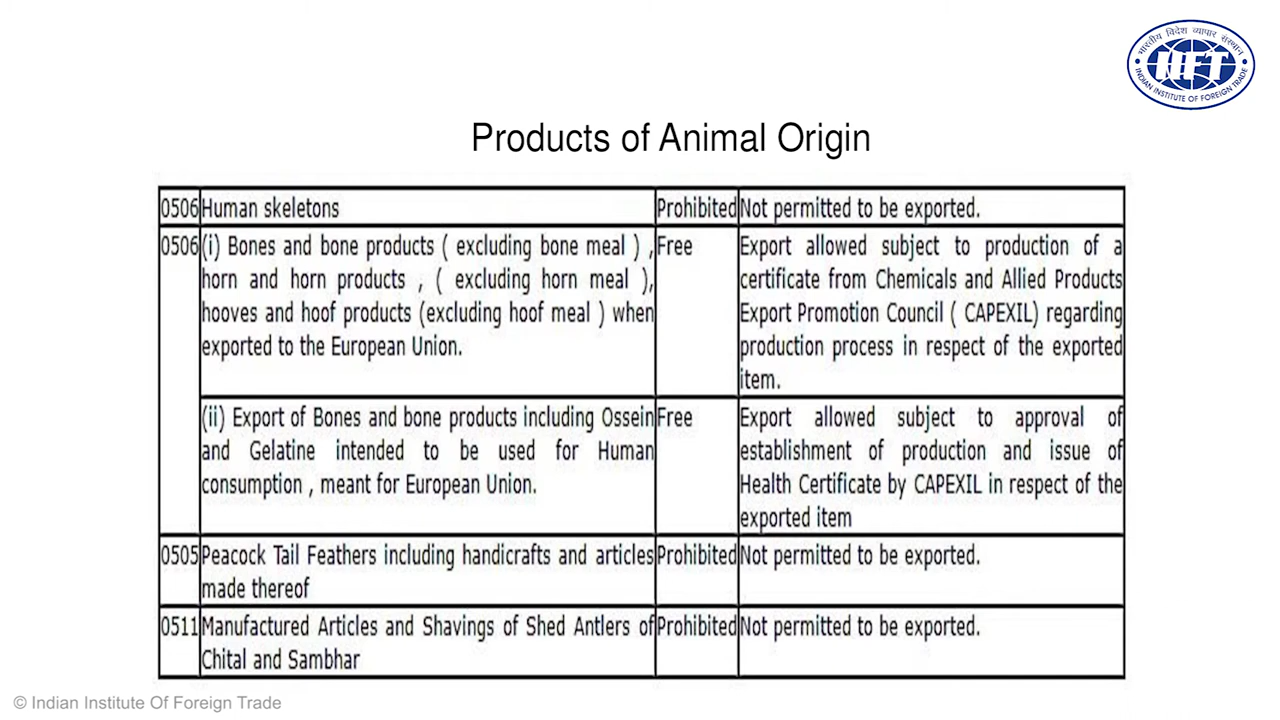 भारतीय विदेश व्यापार संस्थान
IIFT
INDIAN INSTITUTE OF FOREIGN TRADE
Products of Animal Origin
0506 Human skeletons Prohibited Not permitted to be exported.
0506 (i) Bones and bone products ( excluding bone meal ) , Free Export allowed subject to production of a
horn and horn products , ( excluding horn meal ), certificate from Chemicals and Allied Products
hooves and hoof products (excluding hoof meal ) when Export Promotion Council ( CAPEXIL) regarding
exported to the European Union. production process in respect of the exported
item.
(ii) Export of Bones and bone products including Ossein Free Export allowed subject to approval of
and Gelatine intended to be used for Human establishment of production and issue of
consumption , meant for European Union. Health Certificate by CAPEXIL in respect of the
exported item
0505 Peacock Tail Feathers including handicrafts and articles Prohibited Not permitted to be exported.
made thereof
0511 Manufactured Articles and Shavings of Shed Antlers of Prohibited Not permitted to be exported.
Chital and Sambhar
© Indian Institute Of Foreign Trade